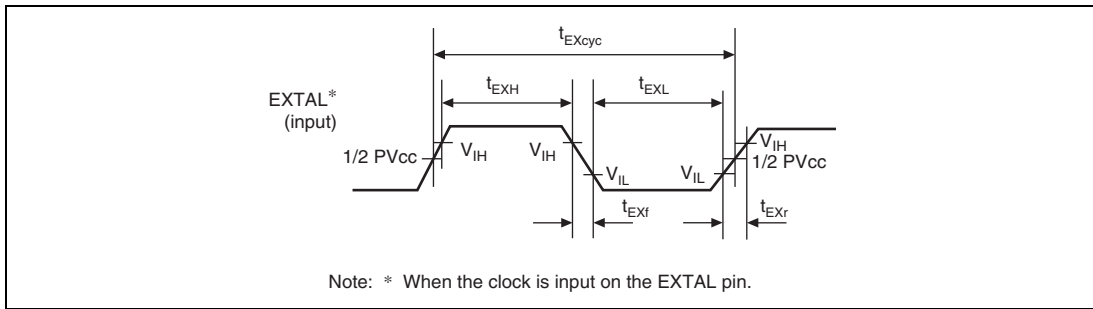 tEXcyc
tEXH
tEXL
EXTAL*
(input)
1/2 PVcc
VIH
VIH
VIL
VIL
VIH
1/2 PVcc
tEXf
tEXr
Note: * When the clock is input on the EXTAL pin.